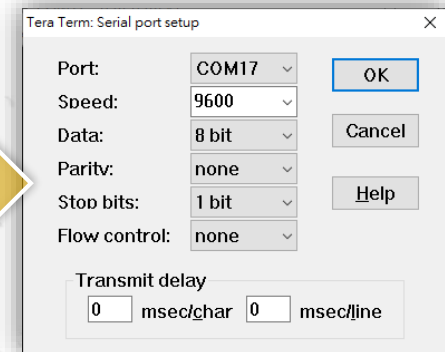 Tera Term: Serial port setup
Port: COM17 OK
Speed: 9600
Data: 8 bit Cancel
Parity: none
Stop bits: 1 bit Help
Flow control: none
Transmit delay
0 msec/char 0 msec/line